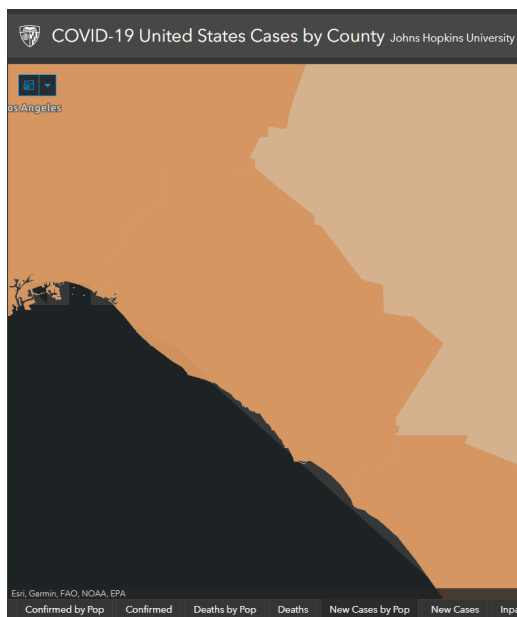 COVID-19 United States Cases by County Johns Hopkins University
os Angeles
Esri, Garmin, FAO, NOAA, EPA
Confirmed by Pop Confirmed Deaths by Pop Deaths New Cases by Pop New Cases Inpa